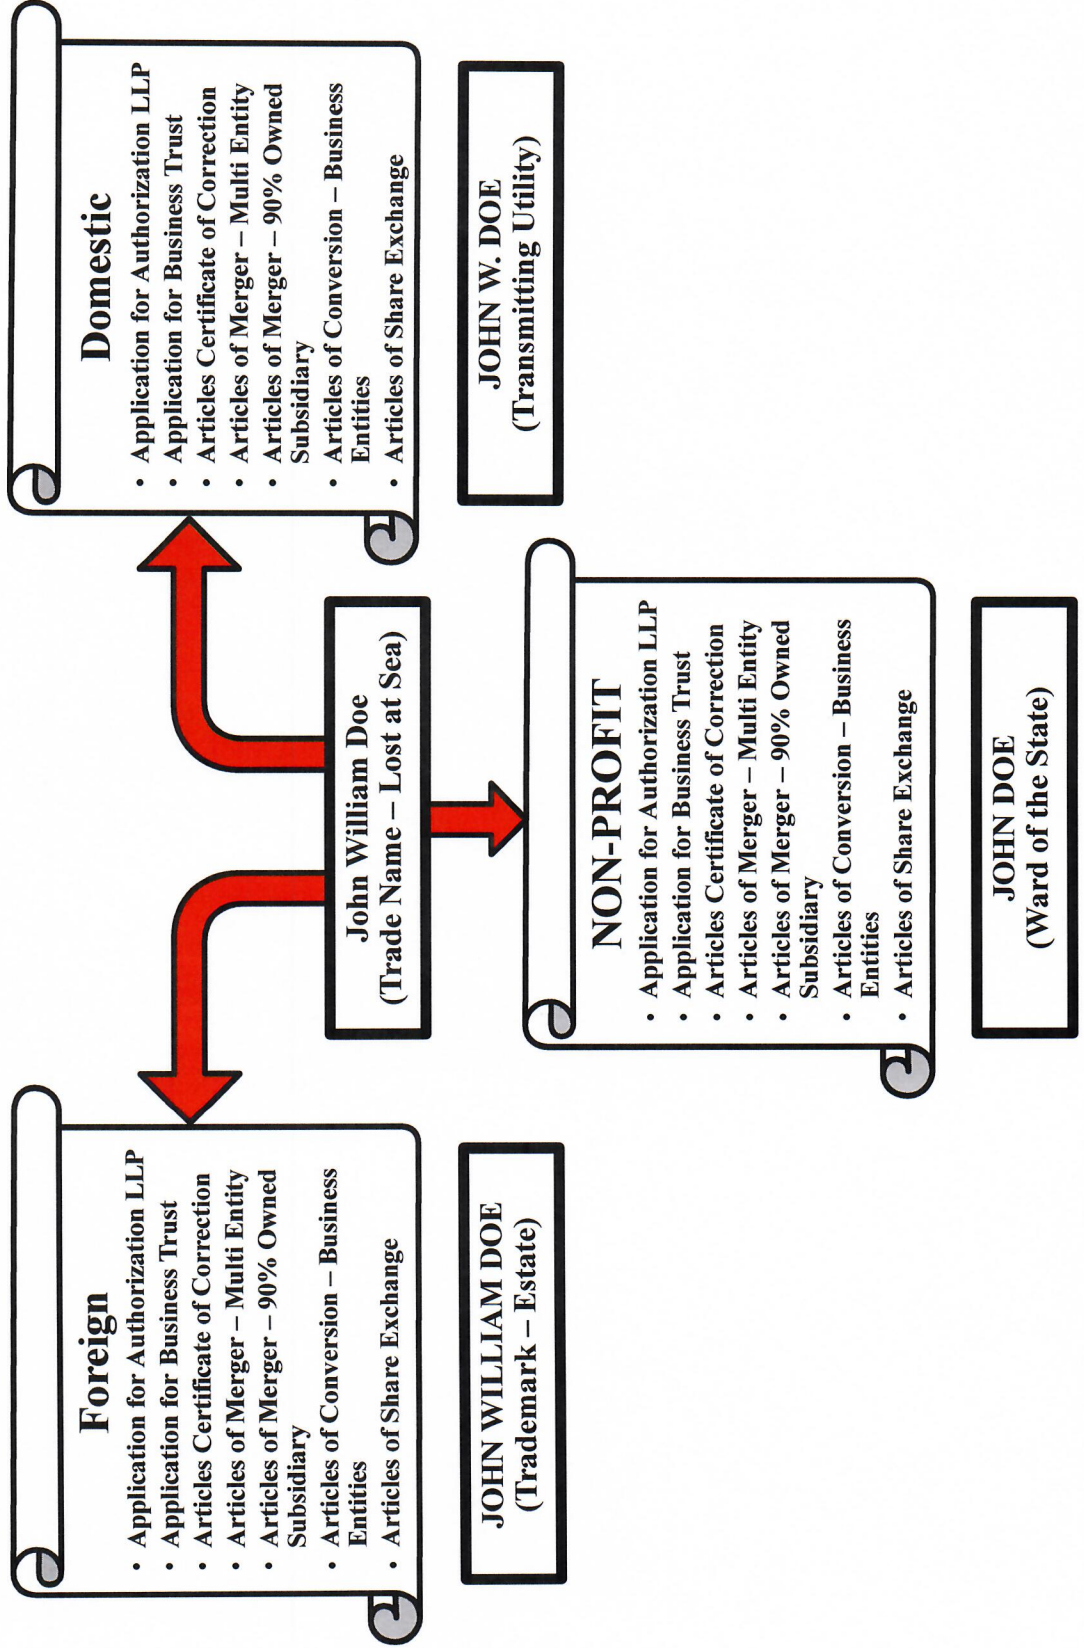 Foreign
• Application for Authorization LLP
• Application for Business Trust
• Articles Certificate of Correction
• Articles of Merger – Multi Entity
• Articles of Merger – 90% Owned
Subsidiary
• Articles of Conversion – Business
Entities
• Articles of Share Exchange
JOHN WILLIAM DOE
(Trademark – Estate)
John William Doe
(Trade Name – Lost at Sea)
NON-PROFIT
• Application for Authorization LLP
• Application for Business Trust
• Articles Certificate of Correction
• Articles of Merger – Multi Entity
• Articles of Merger – 90% Owned
Subsidiary
• Articles of Conversion – Business
Entities
• Articles of Share Exchange
JOHN DOE
(Ward of the State)
Domestic
• Application for Authorization LLP
• Application for Business Trust
• Articles Certificate of Correction
• Articles of Merger – Multi Entity
• Articles of Merger – 90% Owned
Subsidiary
• Articles of Conversion – Business
Entities
• Articles of Share Exchange
JOHN W. DOE
(Transmitting Utility)